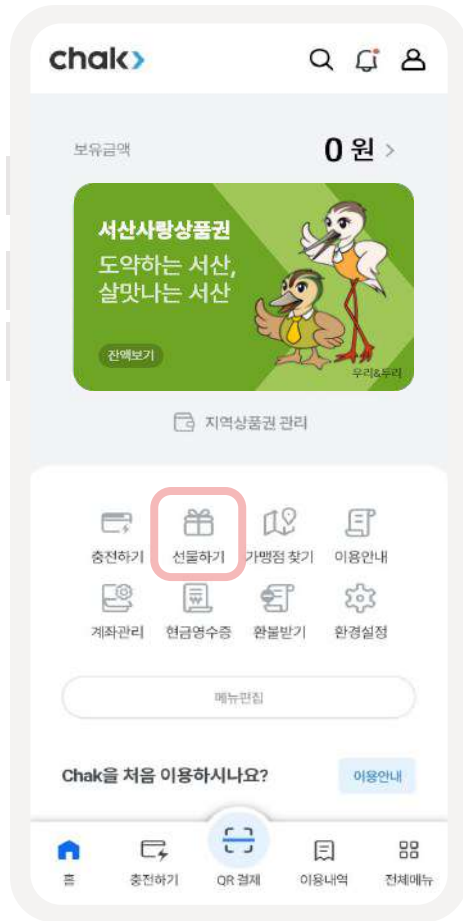 chak
보유금액
0 원
서산사랑상품권
도약하는 서산,
살맛나는 서산
잔액보기
우리&두리
지역상품권 관리
충전하기 선물하기 가맹점 찾기 이용안내
계좌관리 현금영수증 환불받기 환경설정
메뉴편집
Chak을 처음 이용하시나요? 이용안내
홈 충전하기 QR 결제 이용내역 전체메뉴